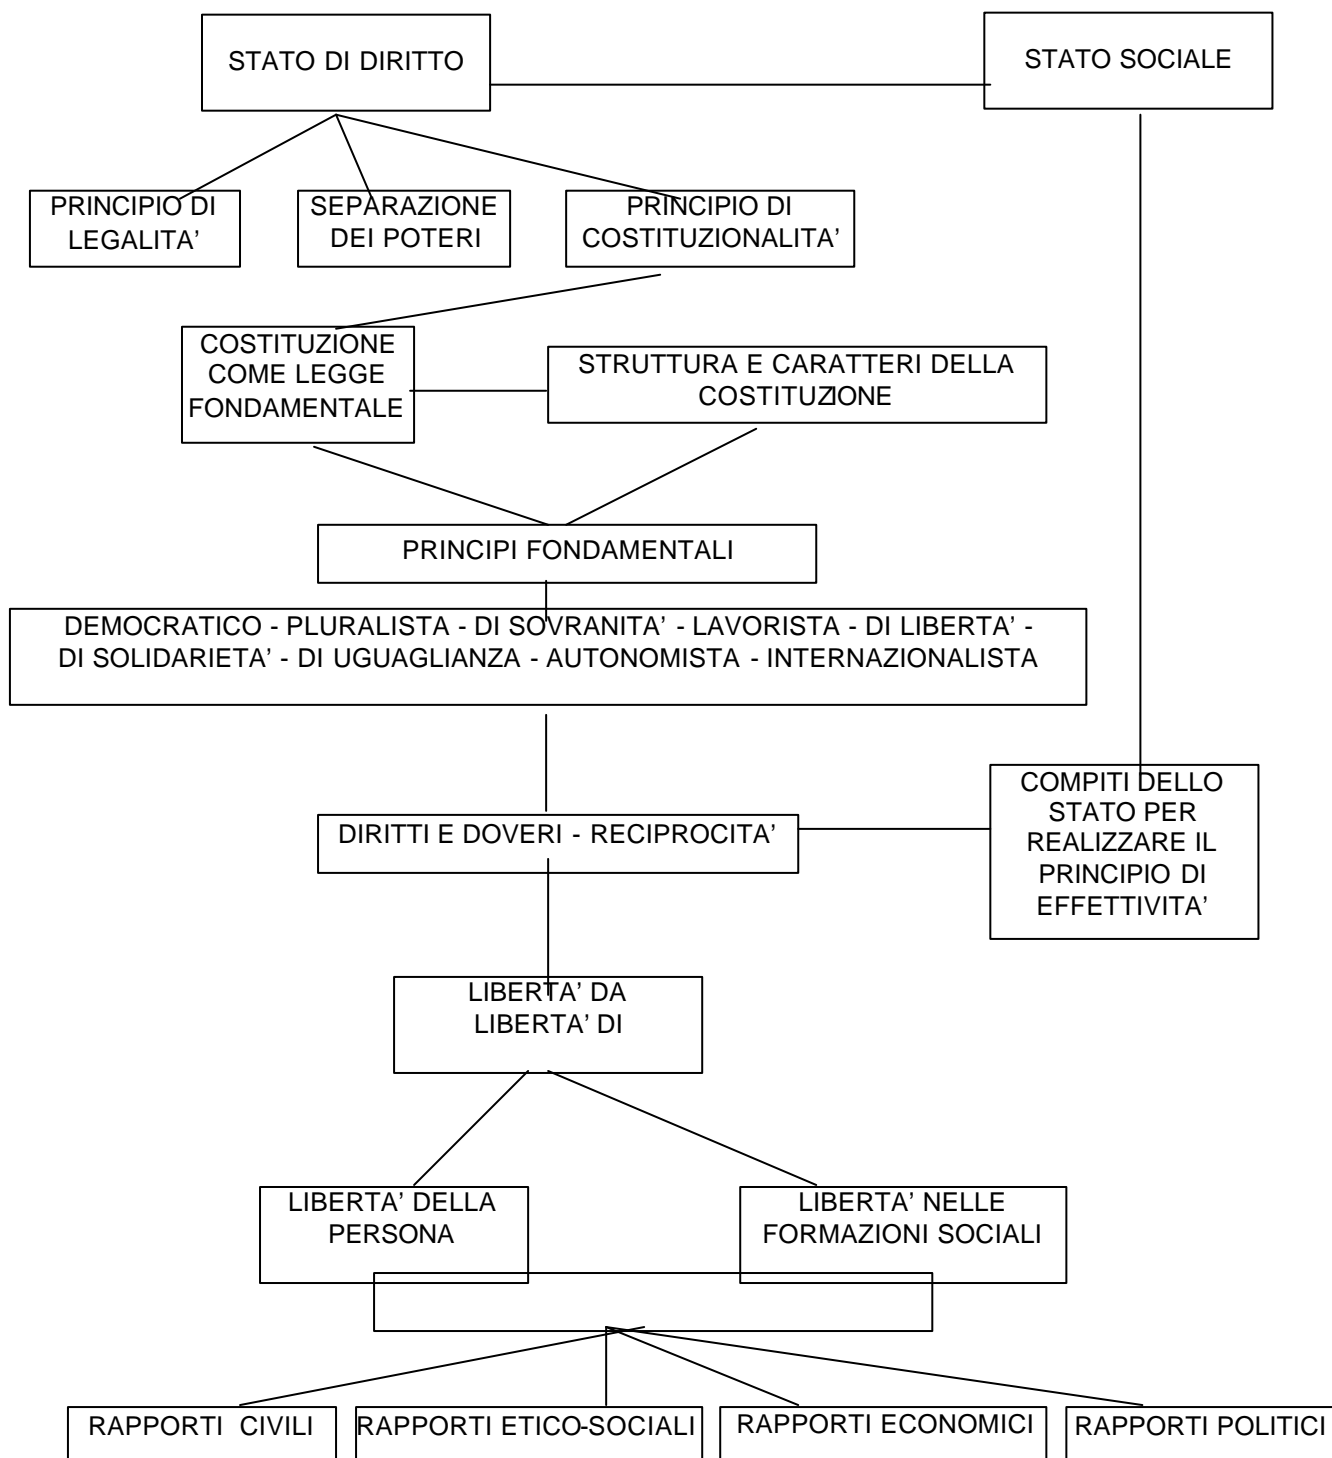 STATO DI DIRITTO
STATO SOCIALE
PRINCIPIO DI
LEGALITA’
SEPARAZIONE
DEI POTERI
PRINCIPIO DI
COSTITUZIONALITA’
COSTITUZIONE
COME LEGGE
FONDAMENTALE
STRUTTURA E CARATTERI DELLA
COSTITUZIONE
PRINCIPI FONDAMENTALI
DEMOCRATICO - PLURALISTA - DI SOVRANITA’ - LAVORISTA - DI LIBERTA’ -
DI SOLIDARIETA’ - DI UGUAGLIANZA - AUTONOMISTA - INTERNAZIONALISTA
DIRITTI E DOVERI - RECIPROCITA’
COMPITI DELLO
STATO PER
REALIZZARE IL
PRINCIPIO DI
EFFETTIVITA’
LIBERTA’ DA
LIBERTA’ DI
LIBERTA’ DELLA
PERSONA
LIBERTA’ NELLE
FORMAZIONI SOCIALI
RAPPORTI CIVILI
RAPPORTI ETICO-SOCIALI
RAPPORTI ECONOMICI
RAPPORTI POLITICI